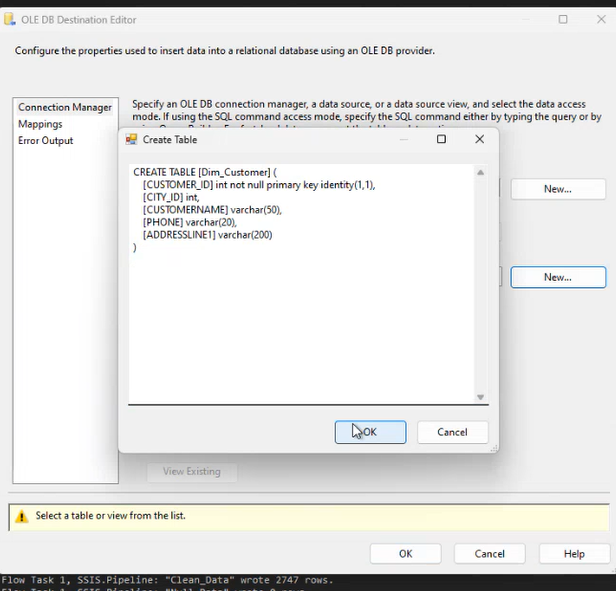 OLE DB Destination Editor
Configure the properties used to insert data into a relational database using an OLE DB provider.
Connection Manager
Mappings
Error Output
Specify an OLE DB connection manager, a data source, or a data source view, and select the data access
mode. If using the SQL command access mode, specify the SQL command either by typing the query or by
Create Table
CREATE TABLE [Dim_Customer] (
[CUSTOMER_ID] int not null primary key identity(1,1),
[CITY_ID] int,
[CUSTOMERNAME] varchar(50),
[PHONE] varchar(20),
[ADDRESSLINE1] varchar(200)
)
New...
New...
OK
Cancel
View Existing
Select a table or view from the list.
OK
Cancel
Help
Flow Task 1, SSIS.Pipeline: "Clean_Data" wrote 2747 rows.